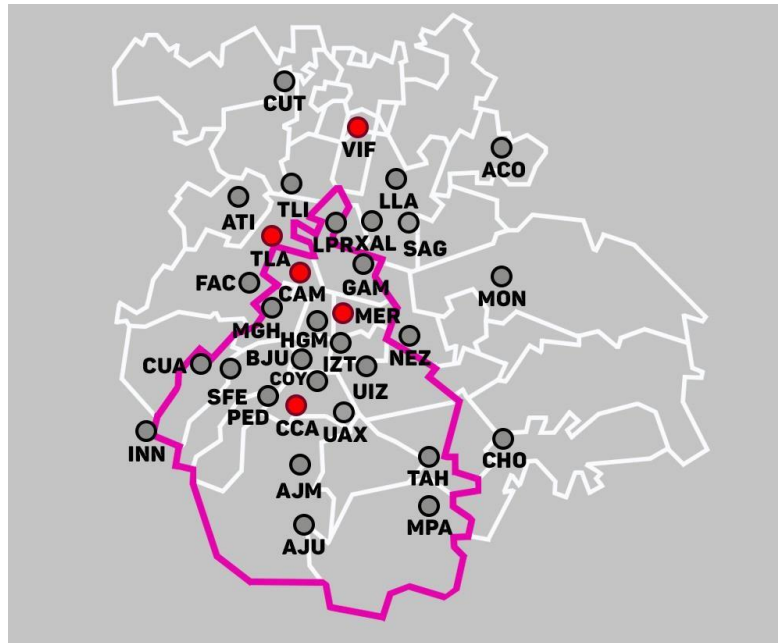 CUT
VIF
ACO
LLA
TLI
ATI
LPR
XAL
SAG
TLA
GAM
FAC
CAM
MON
MGH
MER
HGM
NEZ
BJU
IZT
CUA
COY
UIZ
SFE
PED
CCA
UAX
INN
CHO
TAH
AJM
MPA
AJU